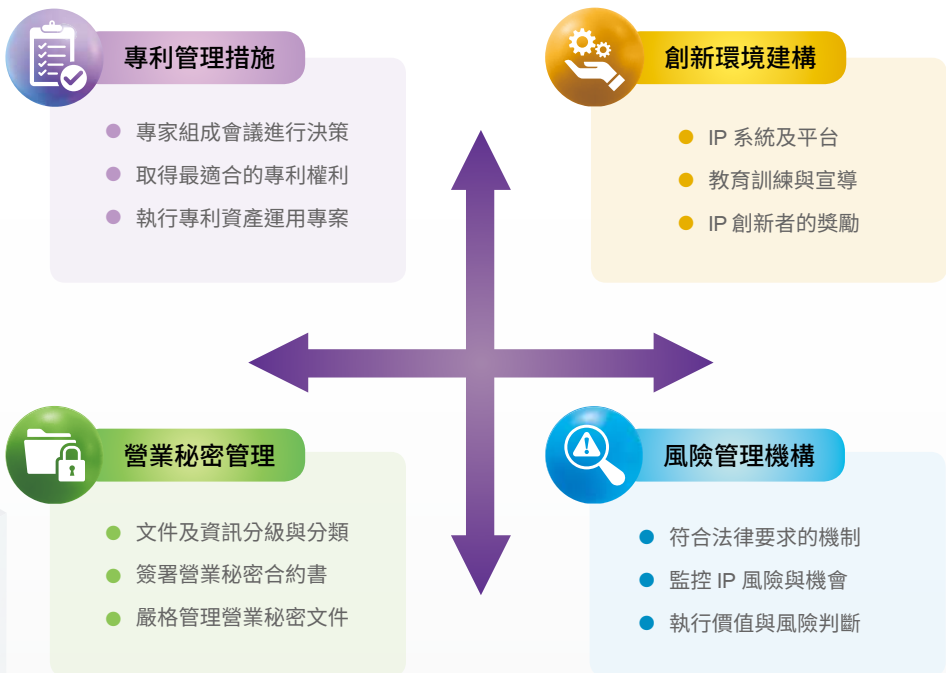 專利管理措施
專家組成會議進行決策
取得最適合的專利權利
執行專利資產運用專案
創新環境建構
IP 系統及平台
教育訓練與宣導
IP 創新者的獎勵
營業秘密管理
文件及資訊分級與分類
簽署營業秘密合約書
嚴格管理營業秘密文件
風險管理機構
符合法律要求的機制
監控 IP 風險與機會
執行價值與風險判斷